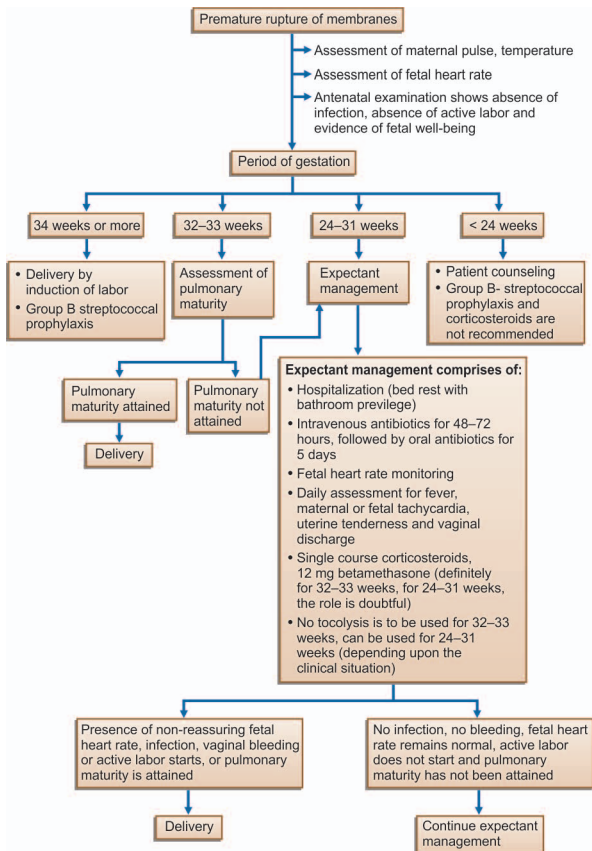 Premature rupture of membranes
Assessment of maternal pulse, temperature
Assessment of fetal heart rate
Antenatal examination shows absence of
infection, absence of active labor and
evidence of fetal well-being
Period of gestation
34 weeks or more
32–33 weeks
24–31 weeks
< 24 weeks
• Delivery by
induction of labor
• Group B streptococcal
prophylaxis
Assessment of
pulmonary
maturity
Expectant
management
• Patient counseling
• Group B- streptococcal
prophylaxis and
corticosteroids are
not recommended
Pulmonary
maturity attained
Pulmonary
maturity not
attained
Delivery
Expectant management comprises of:
• Hospitalization (bed rest with
bathroom previlege)
• Intravenous antibiotics for 48–72
hours, followed by oral antibiotics for
5 days
• Fetal heart rate monitoring
• Daily assessment for fever,
maternal or fetal tachycardia,
uterine tenderness and vaginal
discharge
• Single course corticosteroids,
12 mg betamethasone (definitely
for 32–33 weeks, for 24–31 weeks,
the role is doubtful)
• No tocolysis is to be used for 32–33
weeks, can be used for 24–31
weeks (depending upon the
clinical situation)
Presence of non-reassuring fetal
heart rate, infection, vaginal bleeding
or active labor starts, or pulmonary
maturity is attained
No infection, no bleeding, fetal heart
rate remains normal, active labor
does not start and pulmonary
maturity has not been attained
Delivery
Continue expectant
management